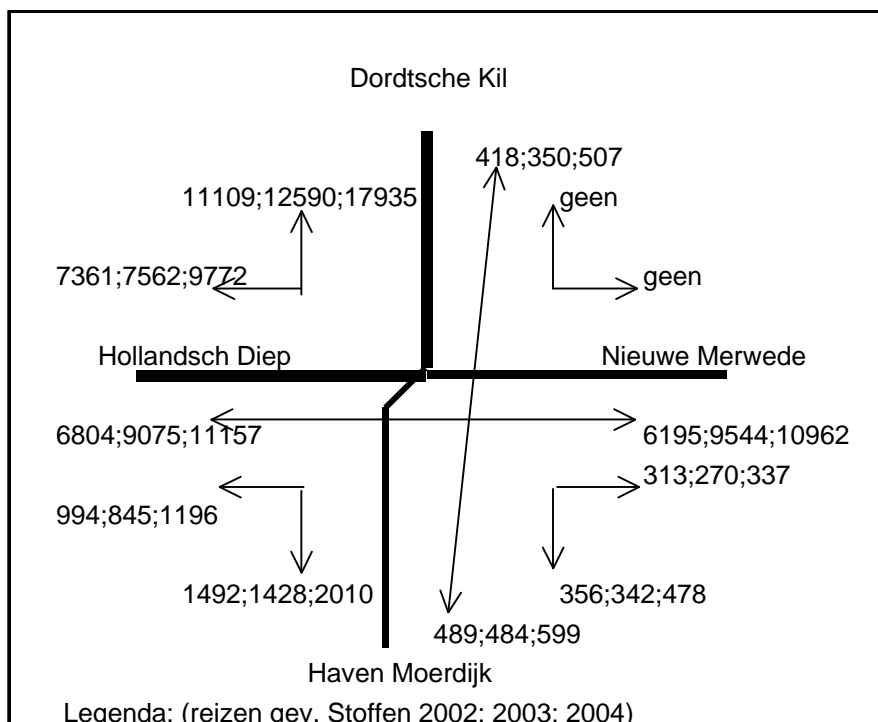 Dordtsche Kil
418;350;507
11109;12590;17935
geen
7361;7562;9772
geen
Hollandsch Diep
Nieuwe Merwede
6804;9075;11157
6195;9544;10962
313;270;337
994;845;1196
1492;1428;2010
356;342;478
489;484;599
Haven Moerdijk
Legenda: (reizen gev. Stoffen 2002; 2003; 2004)